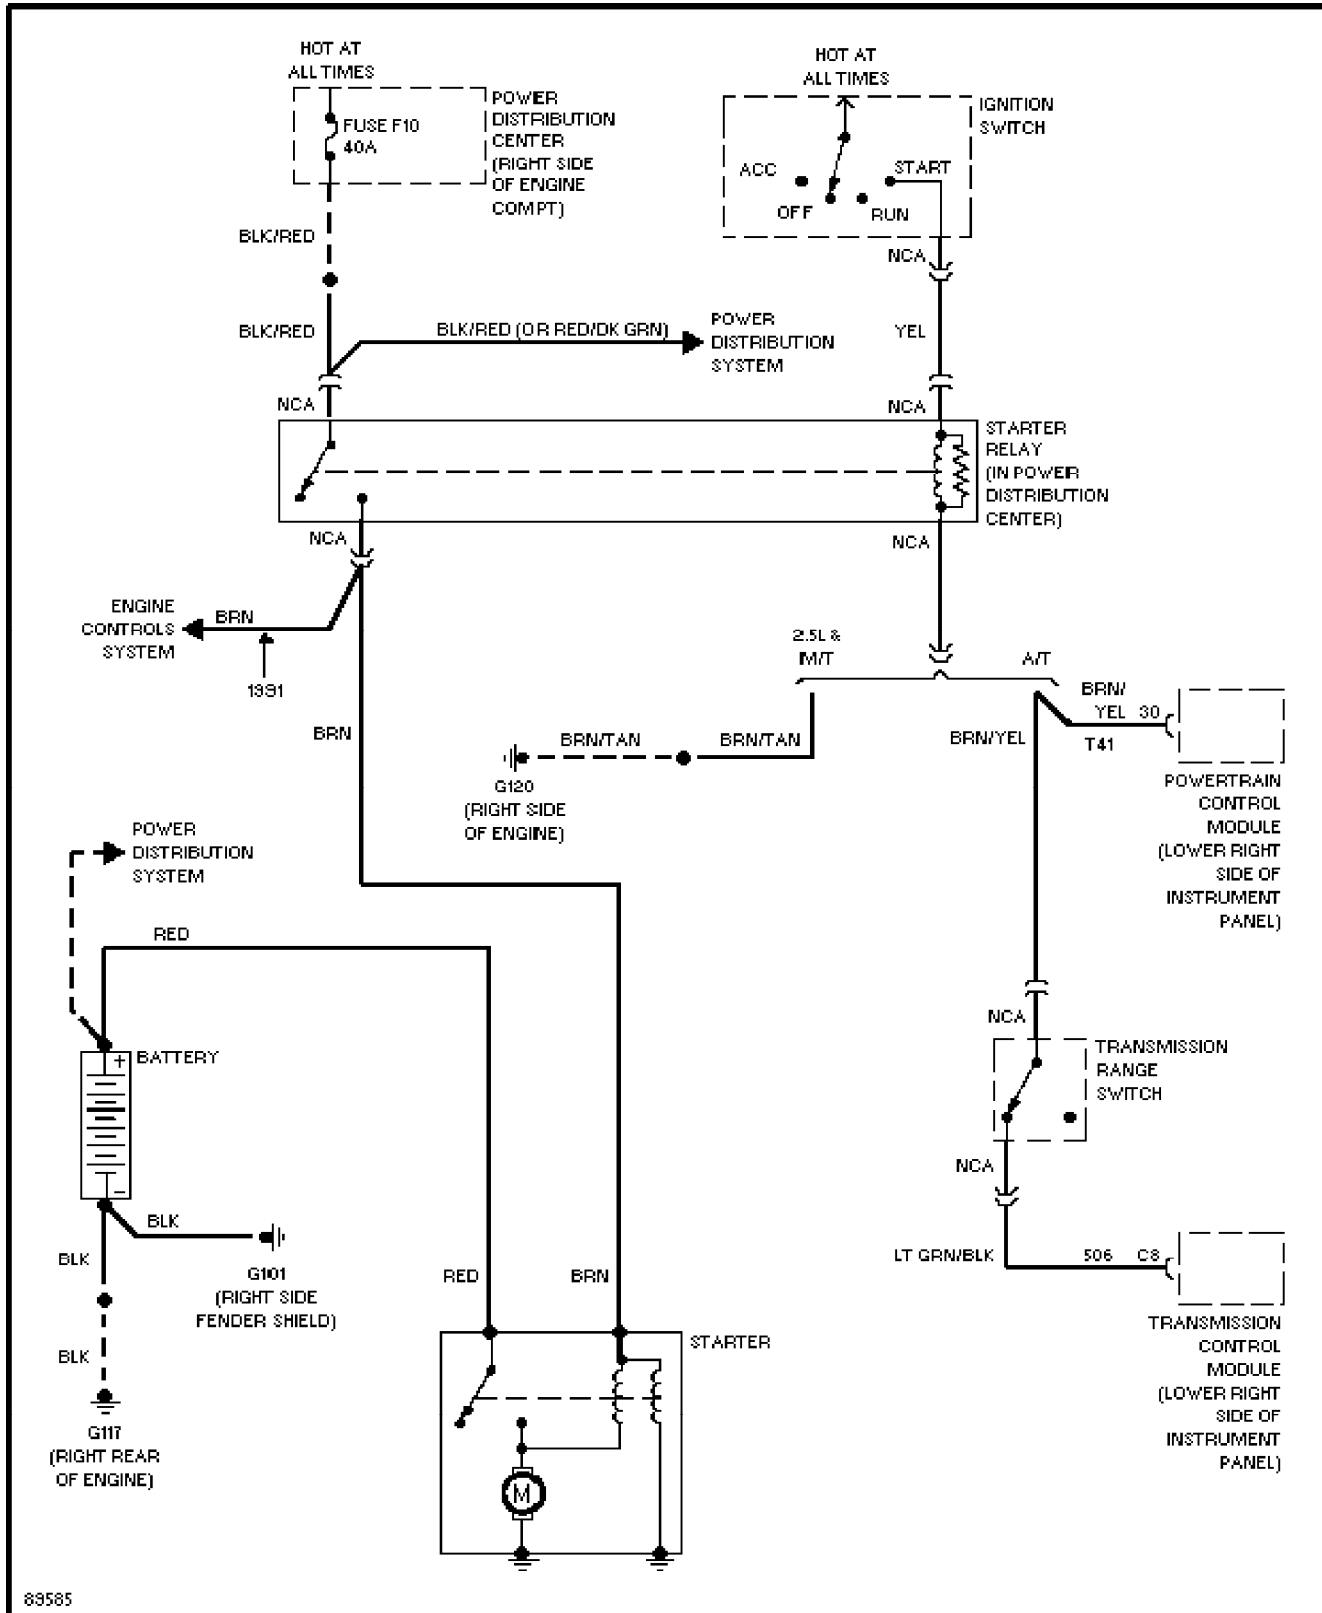 HOT AT
ALL TIMES
FUSE F10
40A
POWER
DISTRIBUTION
CENTER
(RIGHT SIDE
OF ENGINE
COMPT)
HOT AT
ALL TIMES
IGNITION
SWITCH
ACC
OFF
RUN
START
BLK/RED
NCA
BLK/RED
BLK/RED (OR RED/DK GRN)
POWER
DISTRIBUTION
SYSTEM
YEL
NCA
NCA
STARTER
RELAY
(IN POWER
DISTRIBUTION
CENTER)
NCA
NCA
ENGINE
CONTROLS
SYSTEM
BRN
1991
2.5L &
M/T
A/T
BRN/
YEL 30
T41
BRN
BRN/TAN
BRN/TAN
BRN/YEL
G120
(RIGHT SIDE
OF ENGINE)
POWERTRAIN
CONTROL
MODULE
(LOWER RIGHT
SIDE OF
INSTRUMENT
PANEL)
POWER
DISTRIBUTION
SYSTEM
RED
NCA
+
BATTERY
-
TRANSMISSION
RANGE
SWITCH
NCA
BLK
BLK
G101
(RIGHT SIDE
FENDER SHIELD)
RED
BRN
LT GRN/BLK
506
C8
STARTER
TRANSMISSION
CONTROL
MODULE
(LOWER RIGHT
SIDE OF
INSTRUMENT
PANEL)
BLK
G117
(RIGHT REAR
OF ENGINE)
M
89585